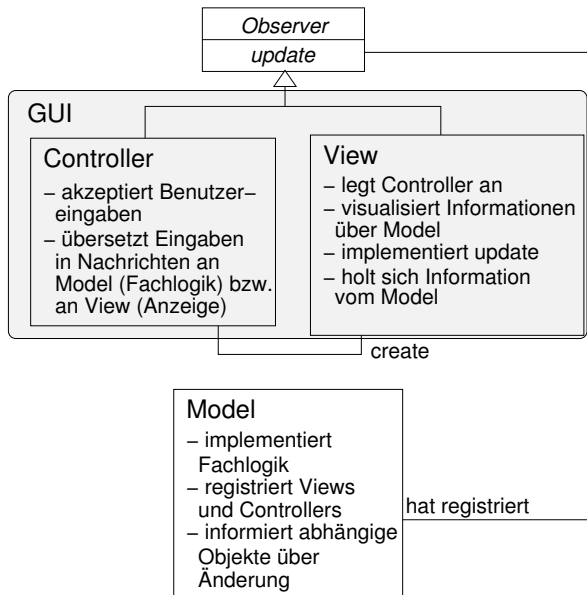 Observer
update
GUI
Controller
– akzeptiert Benutzer–
eingaben
– übersetzt Eingaben
in Nachrichten an
Model (Fachlogik) bzw.
an View (Anzeige)
View
– legt Controller an
– visualisiert Informationen
über Model
– implementiert update
– holt sich Information
vom Model
create
Model
– implementiert
Fachlogik
– registriert Views
und Controllers
– informiert abhängige
Objekte über
Änderung
hat registriert